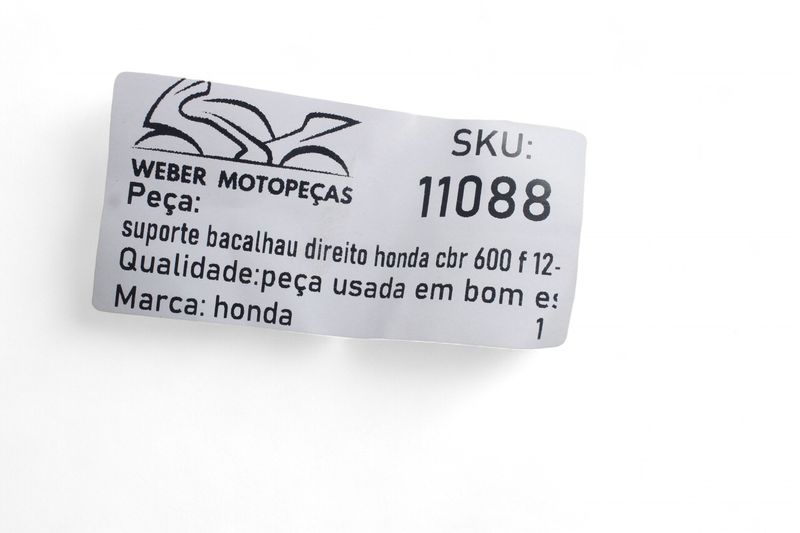 WEBER MOTOPEÇAS
SKU:
11088
Peça:
suporte bacalhau direito honda cbr 600 f 12-
Qualidade:peça usada em bom es
Marca: honda
1